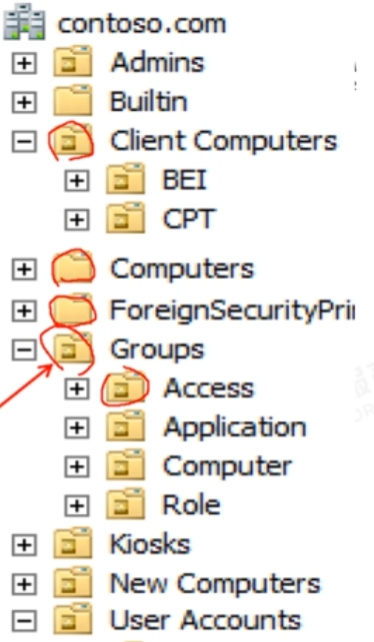 contoso.com
Admins
Builtin
Client Computers
BEI
CPT
Computers
ForeignSecurityPri
Groups
Access
Application
Computer
Role
Kiosks
New Computers
User Accounts